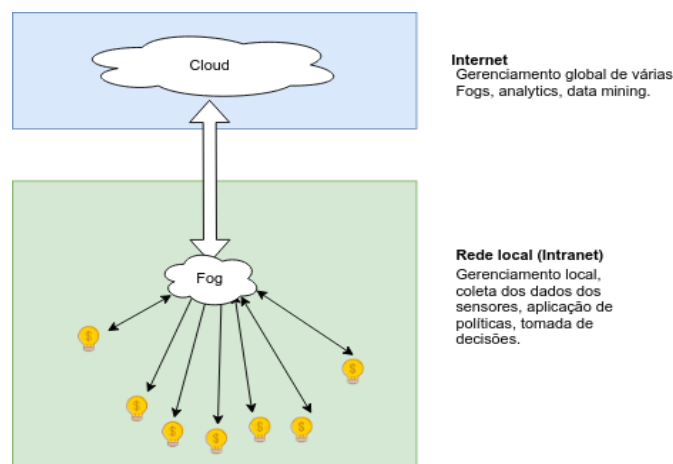 Cloud
Internet
Gerenciamento global de várias
Fogs, analytics, data mining.
Fog
Rede local (Intranet)
Gerenciamento local,
coleta dos dados dos
sensores, aplicação de
políticas, tomada de
decisões.
$
$
$
$
$
$
$